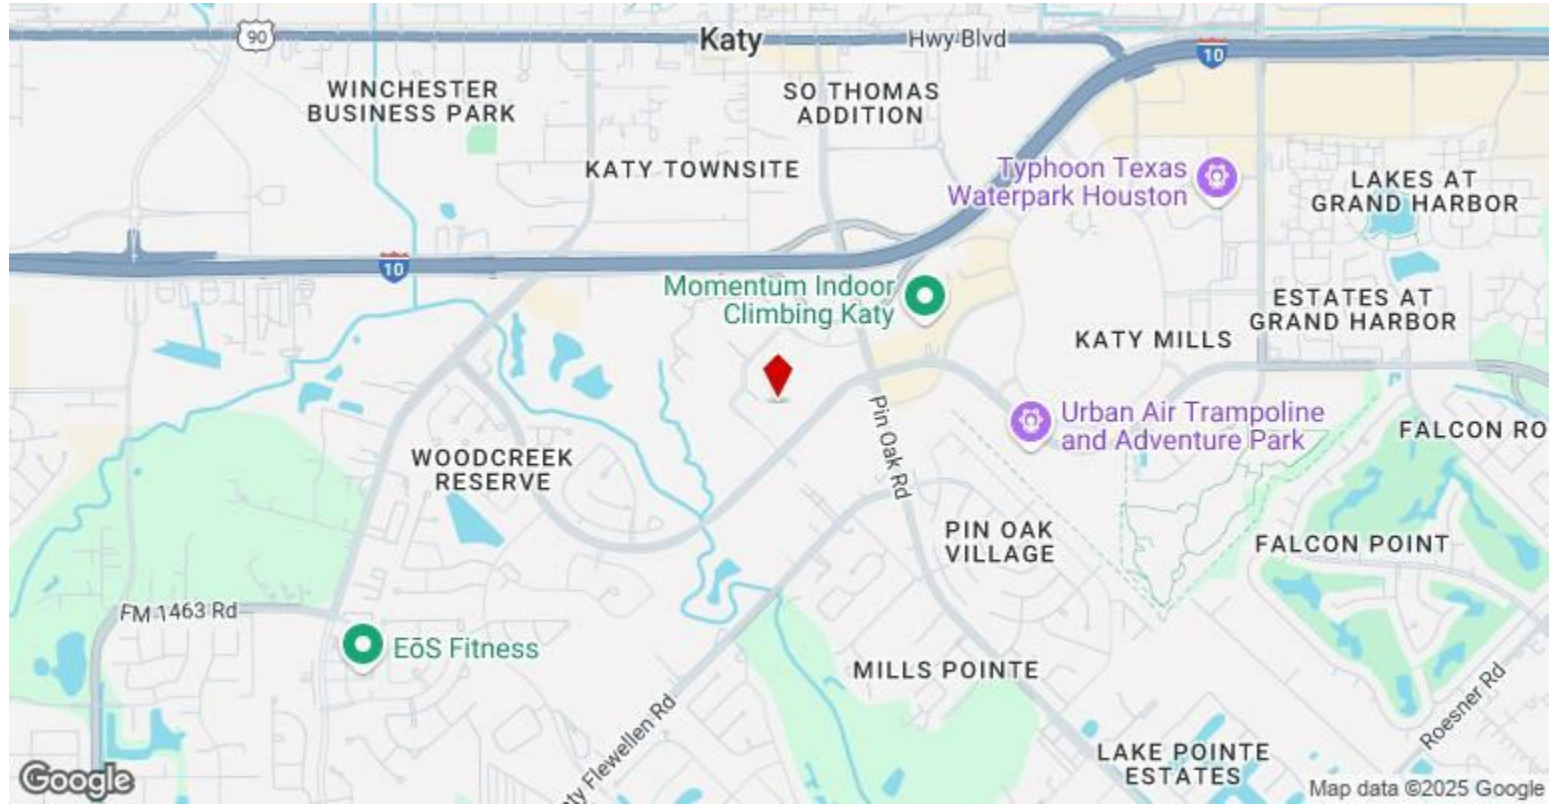 90
Katy
Hwy Blvd
10
WINCHESTER
BUSINESS PARK
SO THOMAS
ADDITION
KATY TOWNSITE
Typhoon Texas
Waterpark Houston
LAKES AT
GRAND HARBOR
10
Momentum Indoor
Climbing Katy
ESTATES AT
GRAND HARBOR
KATY MILLS
Pin Oak Rd
Urban Air Trampoline
and Adventure Park
FALCON RO
WOODCREEK
RESERVE
PIN OAK
VILLAGE
FALCON POINT
FM 1463 Rd
EōS Fitness
MILLS POINTE
Roesner Rd
ty Flewellen Rd
LAKE POINTE
ESTATES
Google
Map data ©2025 Google